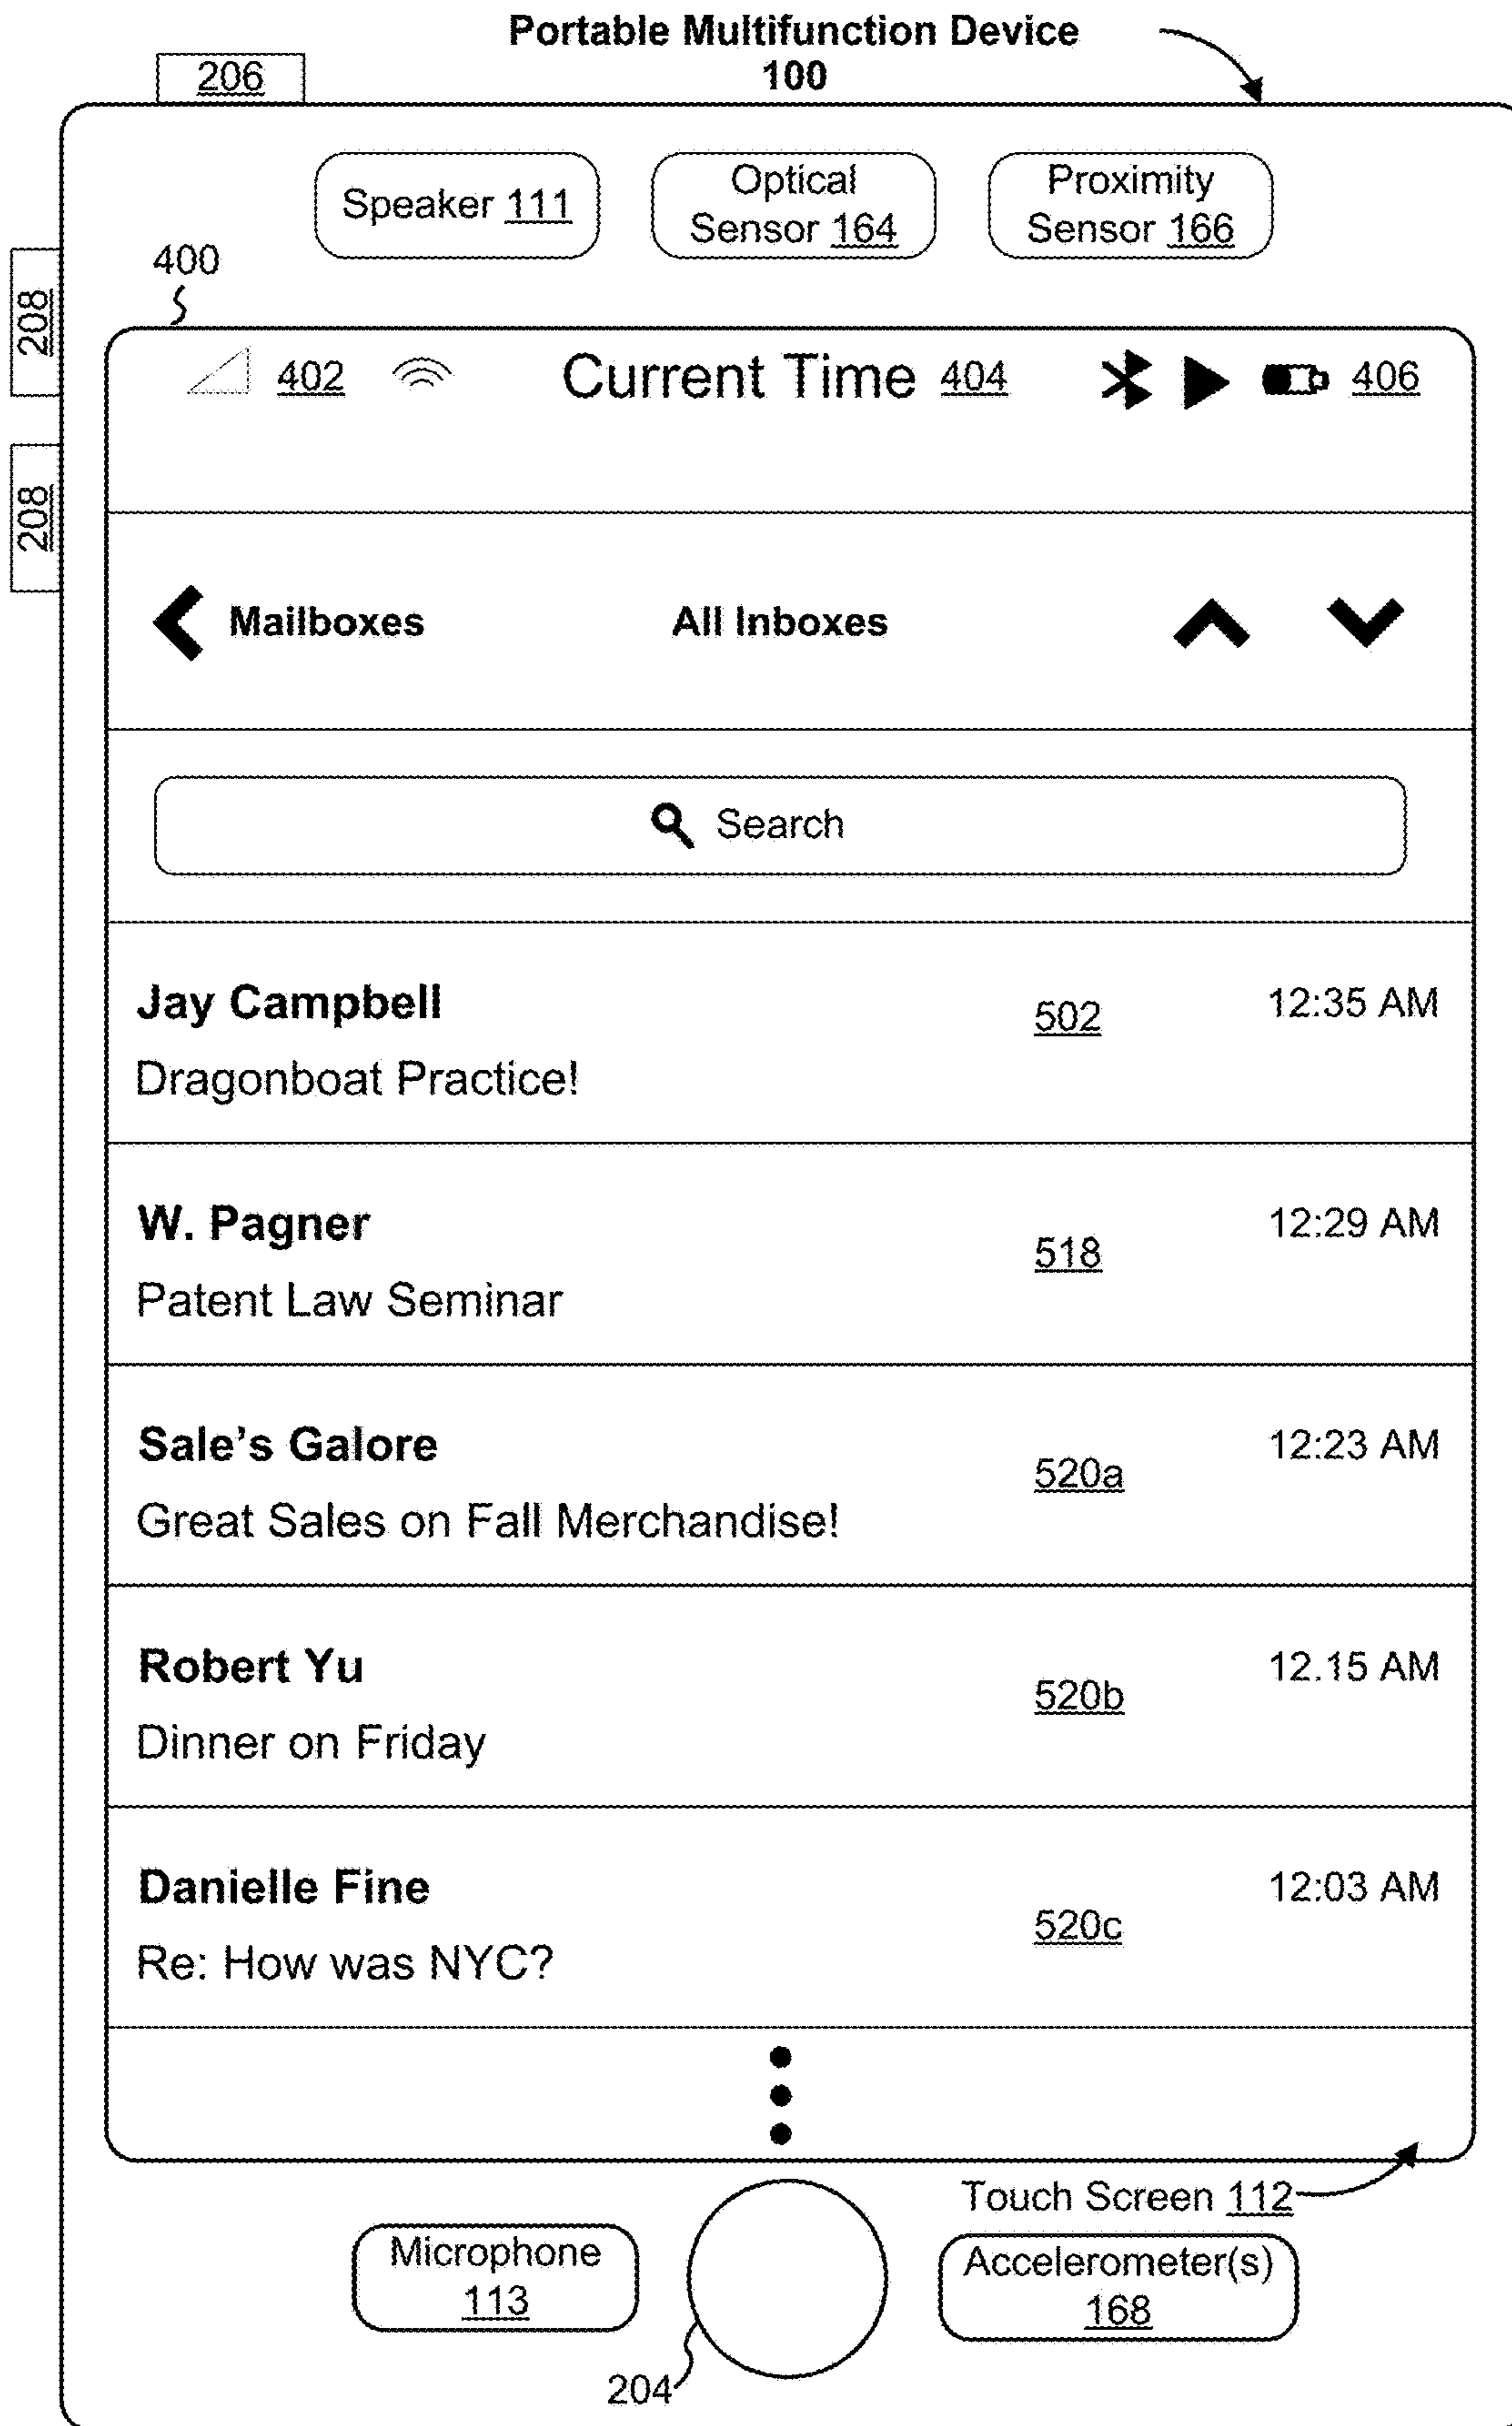 Portable Multifunction Device
100
206
Speaker 111
Optical
Sensor 164
Proximity
Sensor 166
208
208
400
402
Current Time 404
406
Mailboxes
All Inboxes
Search
Jay Campbell
502
12:35 AM
Dragonboat Practice!
W. Pagner
518
12:29 AM
Patent Law Seminar
Sale's Galore
520a
12:23 AM
Great Sales on Fall Merchandise!
Robert Yu
520b
12.15 AM
Dinner on Friday
Danielle Fine
520c
12:03 AM
Re: How was NYC?
Touch Screen 112
Microphone
113
Accelerometer(s)
168
204